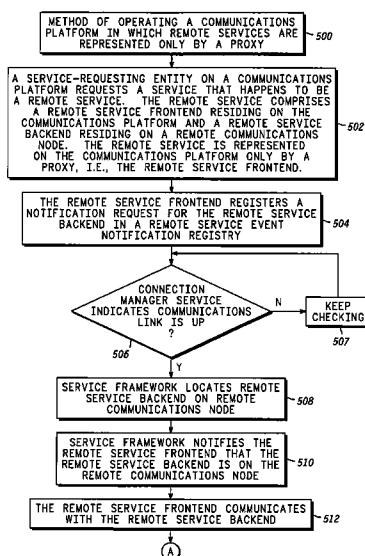 METHOD OF OPERATING A COMMUNICATIONS
PLATFORM IN WHICH REMOTE SERVICES ARE
REPRESENTED ONLY BY A PROXY
500
A SERVICE-REQUESTING ENTITY ON A COMMUNICATIONS
PLATFORM REQUESTS A SERVICE THAT HAPPENS TO BE
A REMOTE SERVICE. THE REMOTE SERVICE COMPRISES
A REMOTE SERVICE FRONTEND RESIDING ON THE
COMMUNICATIONS PLATFORM AND A REMOTE SERVICE
BACKEND RESIDING ON A REMOTE COMMUNICATIONS
NODE. THE REMOTE SERVICE IS REPRESENTED
ON THE COMMUNICATIONS PLATFORM ONLY BY A
PROXY, I.E., THE REMOTE SERVICE FRONTEND.
502
THE REMOTE SERVICE FRONTEND REGISTERS A
NOTIFICATION REQUEST FOR THE REMOTE SERVICE
BACKEND IN A REMOTE SERVICE EVENT
NOTIFICATION REGISTRY
504
CONNECTION
MANAGER SERVICE
INDICATES COMMUNICATIONS
LINK IS UP
?
506
N
KEEP
CHECKING
507
Y
SERVICE FRAMEWORK LOCATES REMOTE
SERVICE BACKEND ON REMOTE
COMMUNICATIONS NODE
508
SERVICE FRAMEWORK NOTIFIES THE
REMOTE SERVICE FRONTEND THAT THE
REMOTE SERVICE BACKEND IS ON THE
REMOTE COMMUNICATIONS NODE
510
THE REMOTE SERVICE FRONTEND COMMUNICATES
WITH THE REMOTE SERVICE BACKEND
512
A